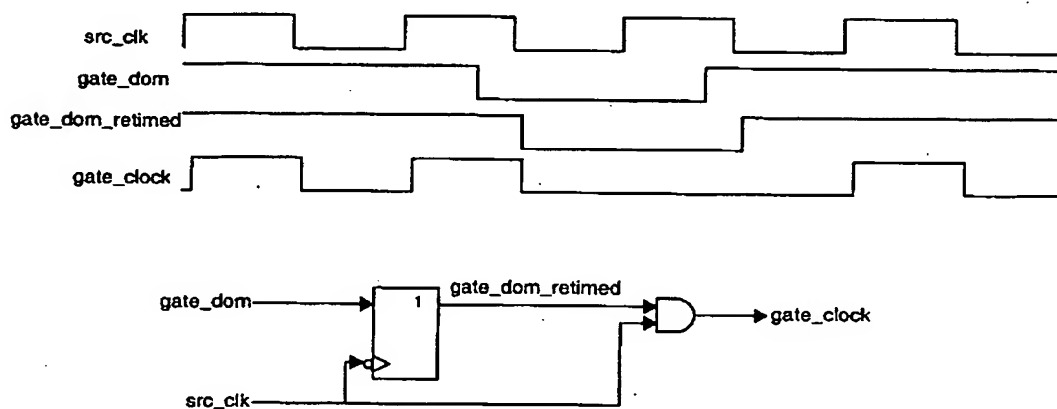 src_clk
gate_dom
gate_dom_retimed
gate_clock
gate_dom
1
gate_dom_retimed
gate_clock
src_clk